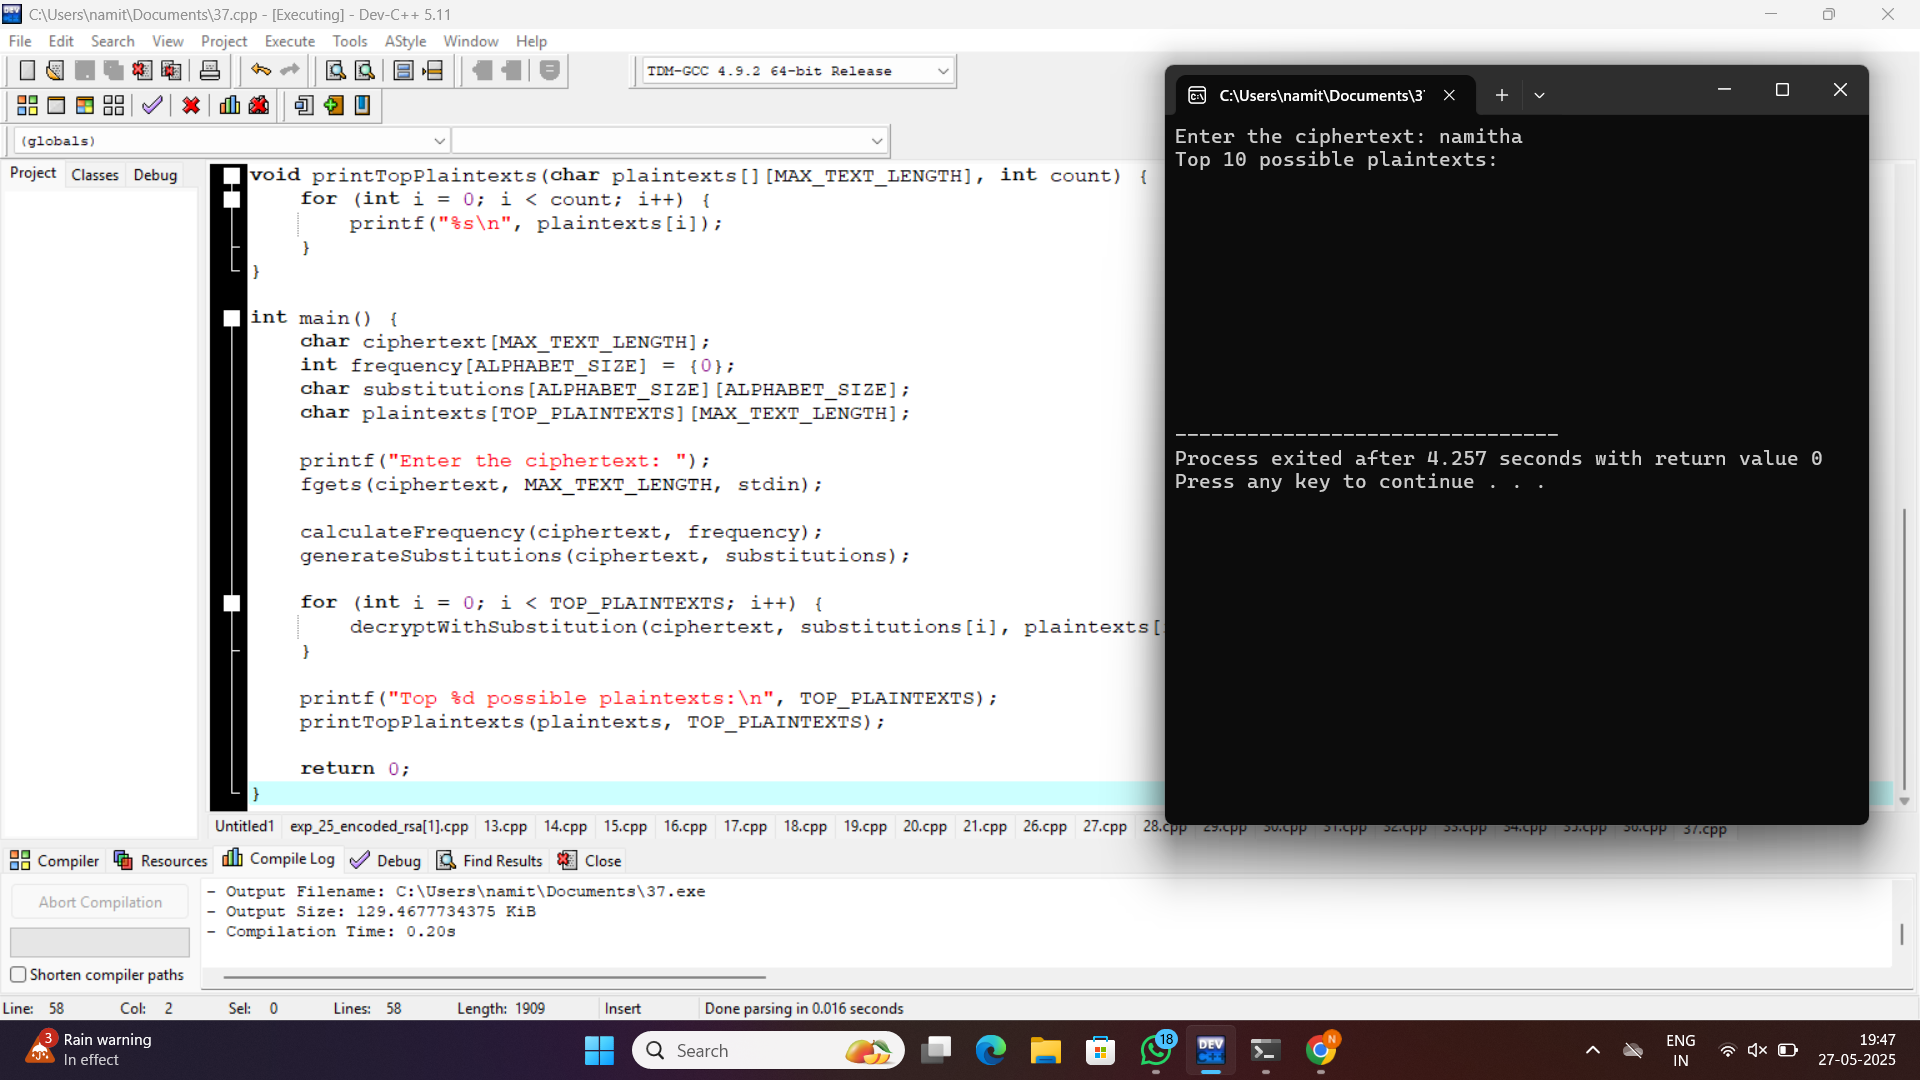 C:\Users\namit\Documents\37.cpp - [Executing] - Dev-C++ 5.11
File Edit Search View Project Execute Tools AStyle Window Help
TDM-GCC 4.9.2 64-bit Release
(globals)
Project Classes Debug
void printTopPlaintexts(char plaintexts[][MAX_TEXT_LENGTH], int count) {
for (int i = 0; i < count; i++) {
printf("%s\n", plaintexts[i]);
}
}
int main() {
char ciphertext[MAX_TEXT_LENGTH];
int frequency[ALPHABET_SIZE] = {0};
char substitutions[ALPHABET_SIZE][ALPHABET_SIZE];
char plaintexts[TOP_PLAINTEXTS][MAX_TEXT_LENGTH];
printf("Enter the ciphertext: ");
fgets(ciphertext, MAX_TEXT_LENGTH, stdin);
calculateFrequency(ciphertext, frequency);
generateSubstitutions(ciphertext, substitutions);
for (int i = 0; i < TOP_PLAINTEXTS; i++) {
decryptWithSubstitution(ciphertext, substitutions[i], plaintexts[
}
printf("Top %d possible plaintexts:\n", TOP_PLAINTEXTS);
printTopPlaintexts(plaintexts, TOP_PLAINTEXTS);
return 0;
}
C:\Users\namit\Documents\37
Enter the ciphertext: namitha
Top 10 possible plaintexts:
--------------------------------
Process exited after 4.257 seconds with return value 0
Press any key to continue . . .
Untitled1 exp_25_encoded_rsa[1].cpp 13.cpp 14.cpp 15.cpp 16.cpp 17.cpp 18.cpp 19.cpp 20.cpp 21.cpp 26.cpp 27.cpp 28.cpp 29.cpp 30.cpp 31.cpp 32.cpp 33.cpp 34.cpp 35.cpp 36.cpp 37.cpp
Compiler Resources Compile Log Debug Find Results Close
Abort Compilation
Shorten compiler paths
- Output Filename: C:\Users\namit\Documents\37.exe
- Output Size: 129.4677734375 KiB
- Compilation Time: 0.20s
Line: 58 Col: 2 Sel: 0 Lines: 58 Length: 1909 Insert Done parsing in 0.016 seconds
3
Rain warning
In effect
Search
18
DEV
N
ENG
IN
19:47
27-05-2025